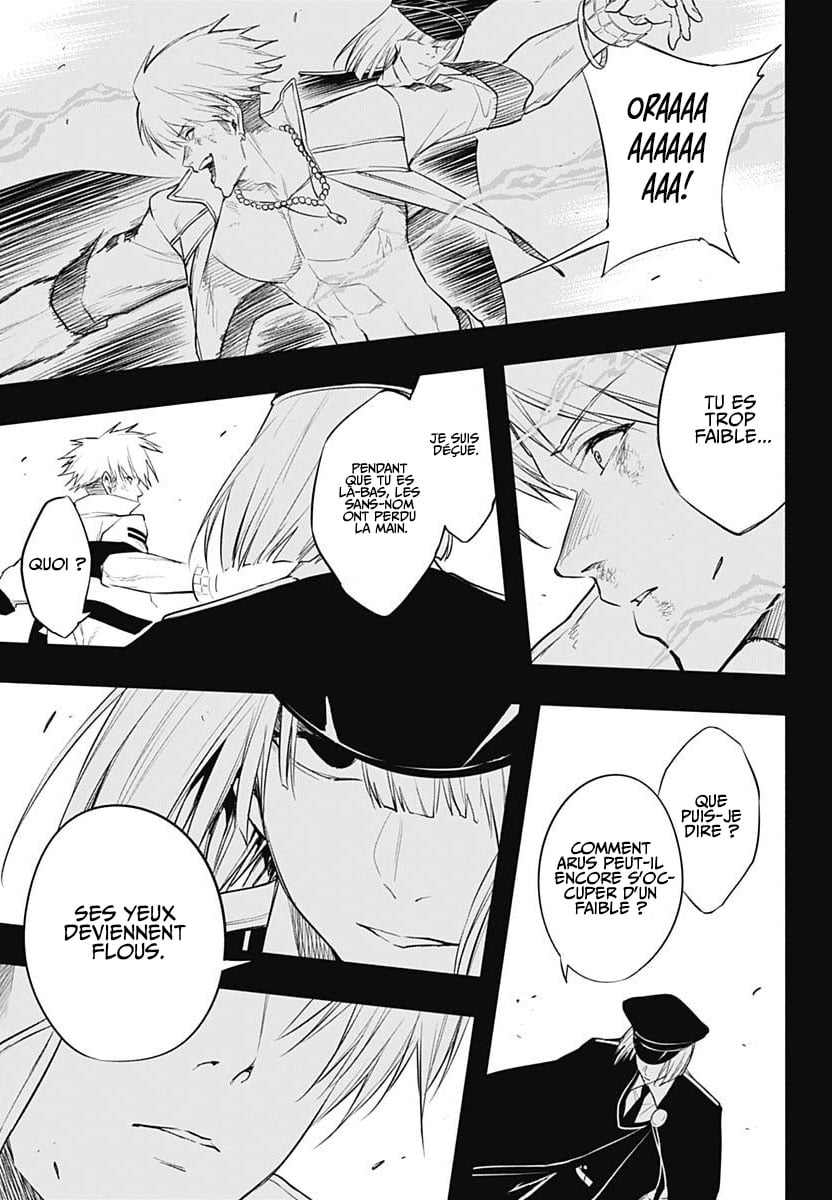 ORAAAA
AAAAAA
AAA!
TU ES
TROP
FAIBLE...
JE SUIS
DÉÇUE.
PENDANT
QUE TU ES
LÀ-BAS, LES
SANS-NOM
ONT PERDU
LA MAIN.
QUOI ?
QUE
PUIS-JE
DIRE ?
COMMENT
ARUS PEUT-IL
ENCORE S'OC-
CUPER D'UN
FAIBLE ?
SES YEUX
DEVIENNENT
FLOUS.